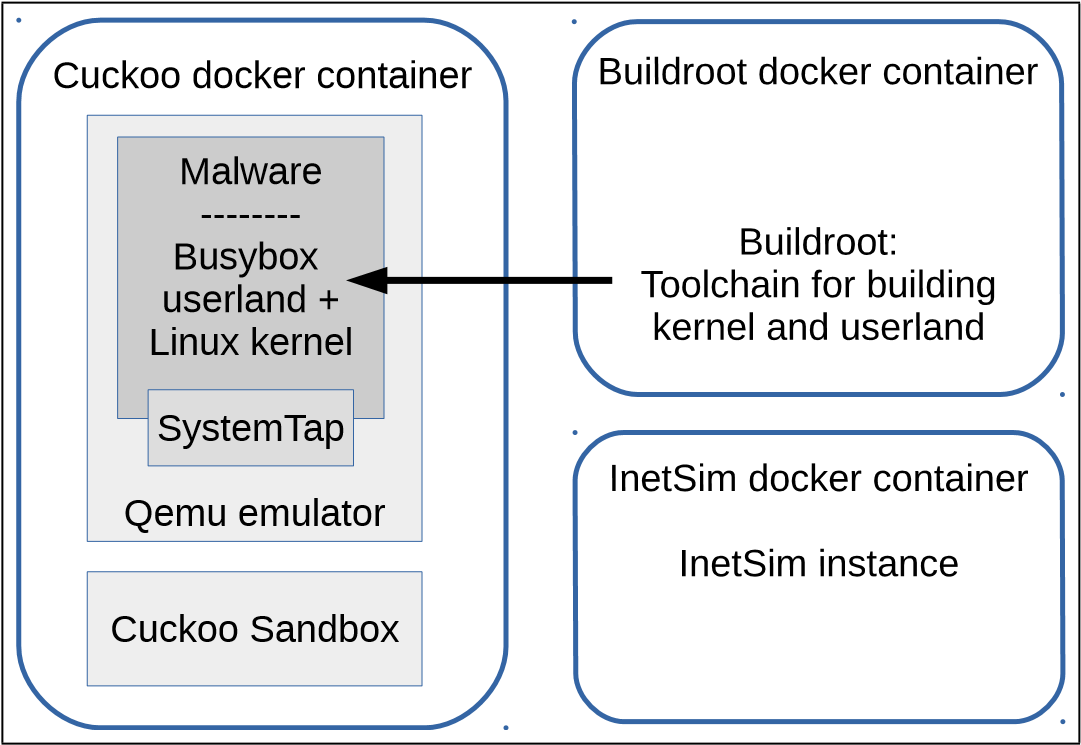 Cuckoo docker container
Malware
--------
Busybox
userland +
Linux kernel
SystemTap
Qemu emulator
Cuckoo Sandbox
Buildroot docker container
Buildroot:
Toolchain for building
kernel and userland
InetSim docker container
InetSim instance